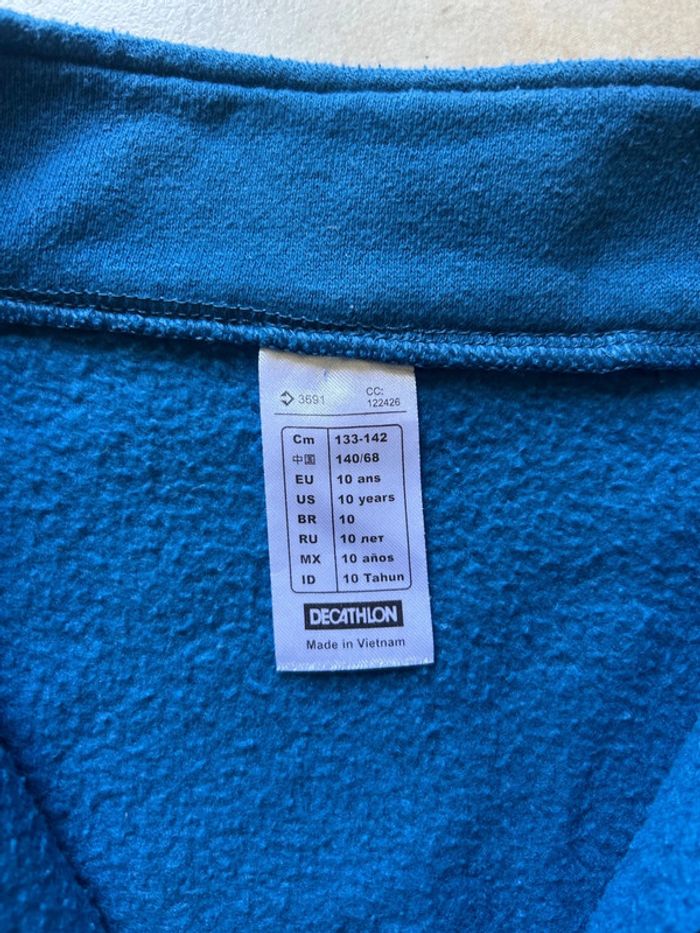 3691 CC:
122426
Cm 133-142
中国 140/68
EU 10 ans
US 10 years
BR 10
RU 10 лет
MX 10 años
ID 10 Tahun
DECATHLON
Made in Vietnam